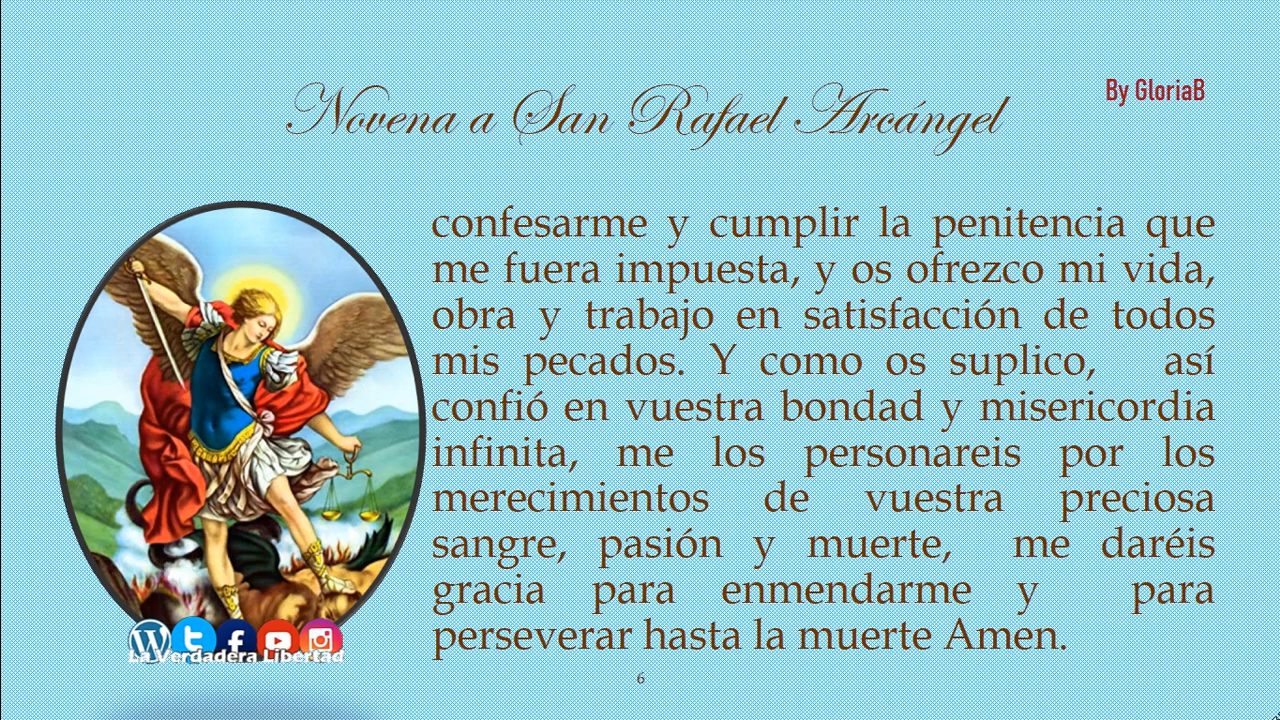 Novena a San Rafael Arcángel
By GloriaB
confesarme y cumplir la penitencia que
me fuera impuesta, y os ofrezco mi vida,
obra y trabajo en satisfacción de todos
mis pecados. Y como os suplico, así
confió en vuestra bondad y misericordia
infinita, me los personareis por los
merecimientos de vuestra preciosa
sangre, pasión y muerte, me daréis
gracia para enmendarme y para
perseverar hasta la muerte Amen.
La Verdadera Libertad
6